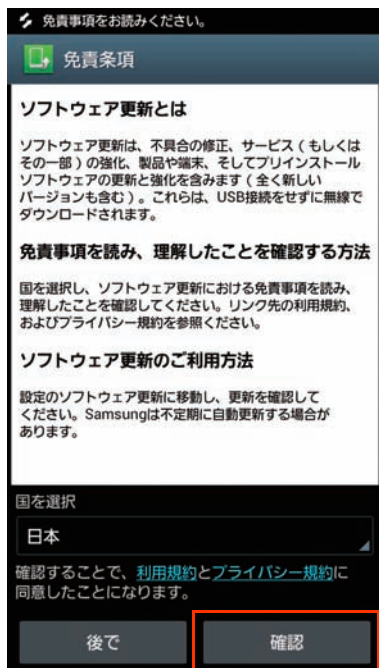 免責事項をお読みください。
免責条項
ソフトウェア更新とは
ソフトウェア更新は、不具合の修正、サービス(もしくは
その一部)の強化、製品や端末、そしてプリインストール
ソフトウェアの更新と強化を含みます(全く新しい
バージョンも含む)。これらは、USB接続をせずに無線で
ダウンロードされます。
免責事項を読み、理解したことを確認する方法
国を選択し、ソフトウェア更新における免責事項を読み、
理解したことを確認してください。リンク先の利用規約、
およびプライバシー規約を参照ください。
ソフトウェア更新のご利用方法
設定のソフトウェア更新に移動し、更新を確認して
ください。Samsungは不定期に自動更新する場合が
あります。
国を選択
日本
確認することで、利用規約とプライバシー規約に
同意したことになります。
後で
確認